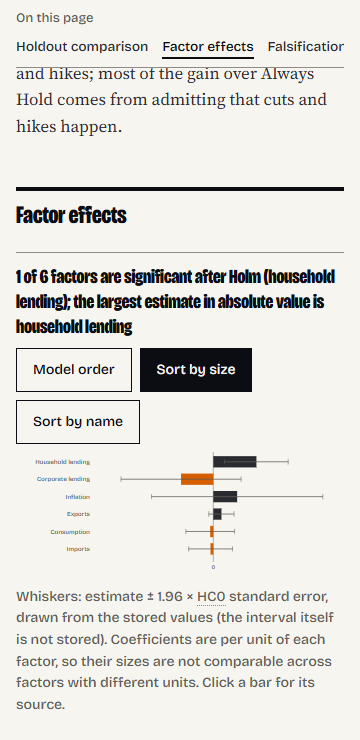 On this page
Holdout comparison Factor effects Falsification
and hikes; most of the gain over Always
Hold comes from admitting that cuts and
hikes happen.
Factor effects
1 of 6 factors are significant after Holm (household
lending); the largest estimate in absolute value is
household lending
Model order Sort by size
Sort by name
Household lending
Corporate lending
Inflation
Exports
Consumption
Imports
0
Whiskers: estimate ± 1.96 × HC0 standard error,
drawn from the stored values (the interval itself
is not stored). Coefficients are per unit of each
factor, so their sizes are not comparable across
factors with different units. Click a bar for its
source.